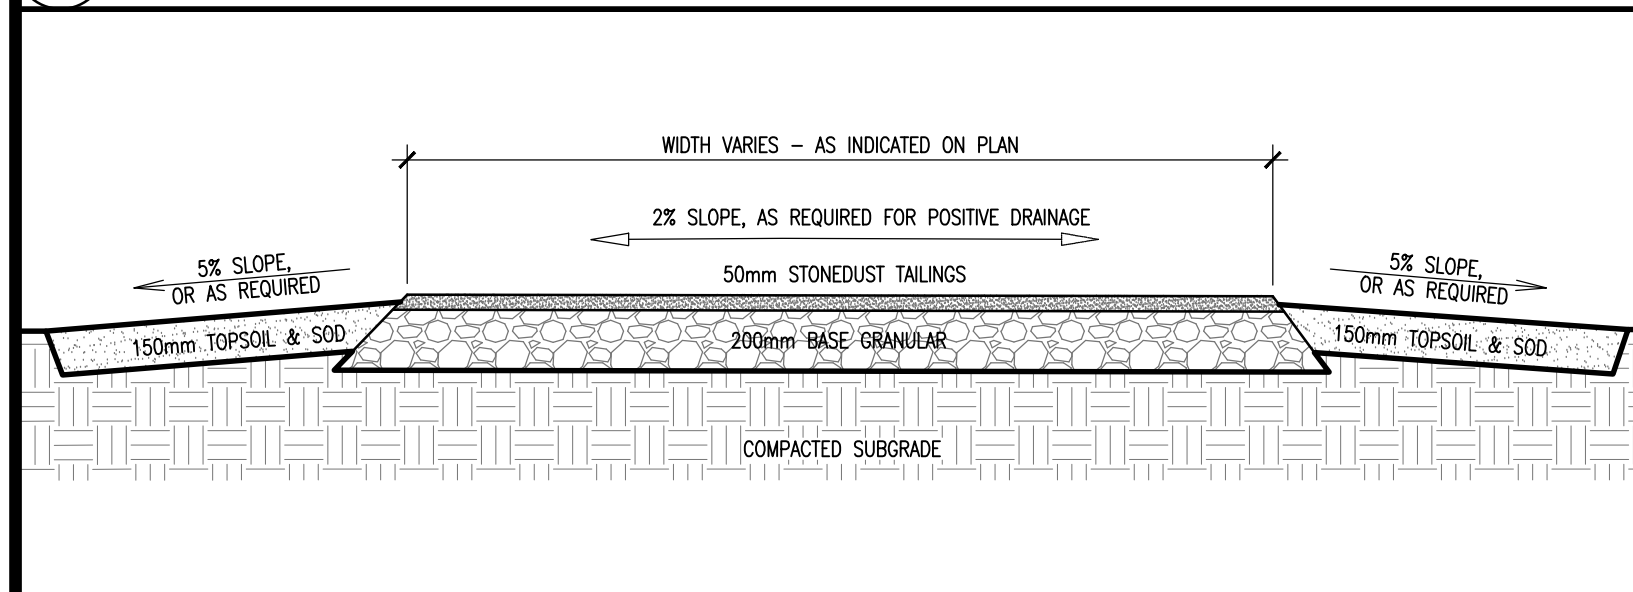 WIDTH VARIES – AS INDICATED ON PLAN
2% SLOPE, AS REQUIRED FOR POSITIVE DRAINAGE
5% SLOPE,
OR AS REQUIRED
50mm STONEDUST TAILINGS
5% SLOPE,
OR AS REQUIRED
150mm TOPSOIL & SOD
200mm BASE GRANULAR
150mm TOPSOIL & SOD
COMPACTED SUBGRADE